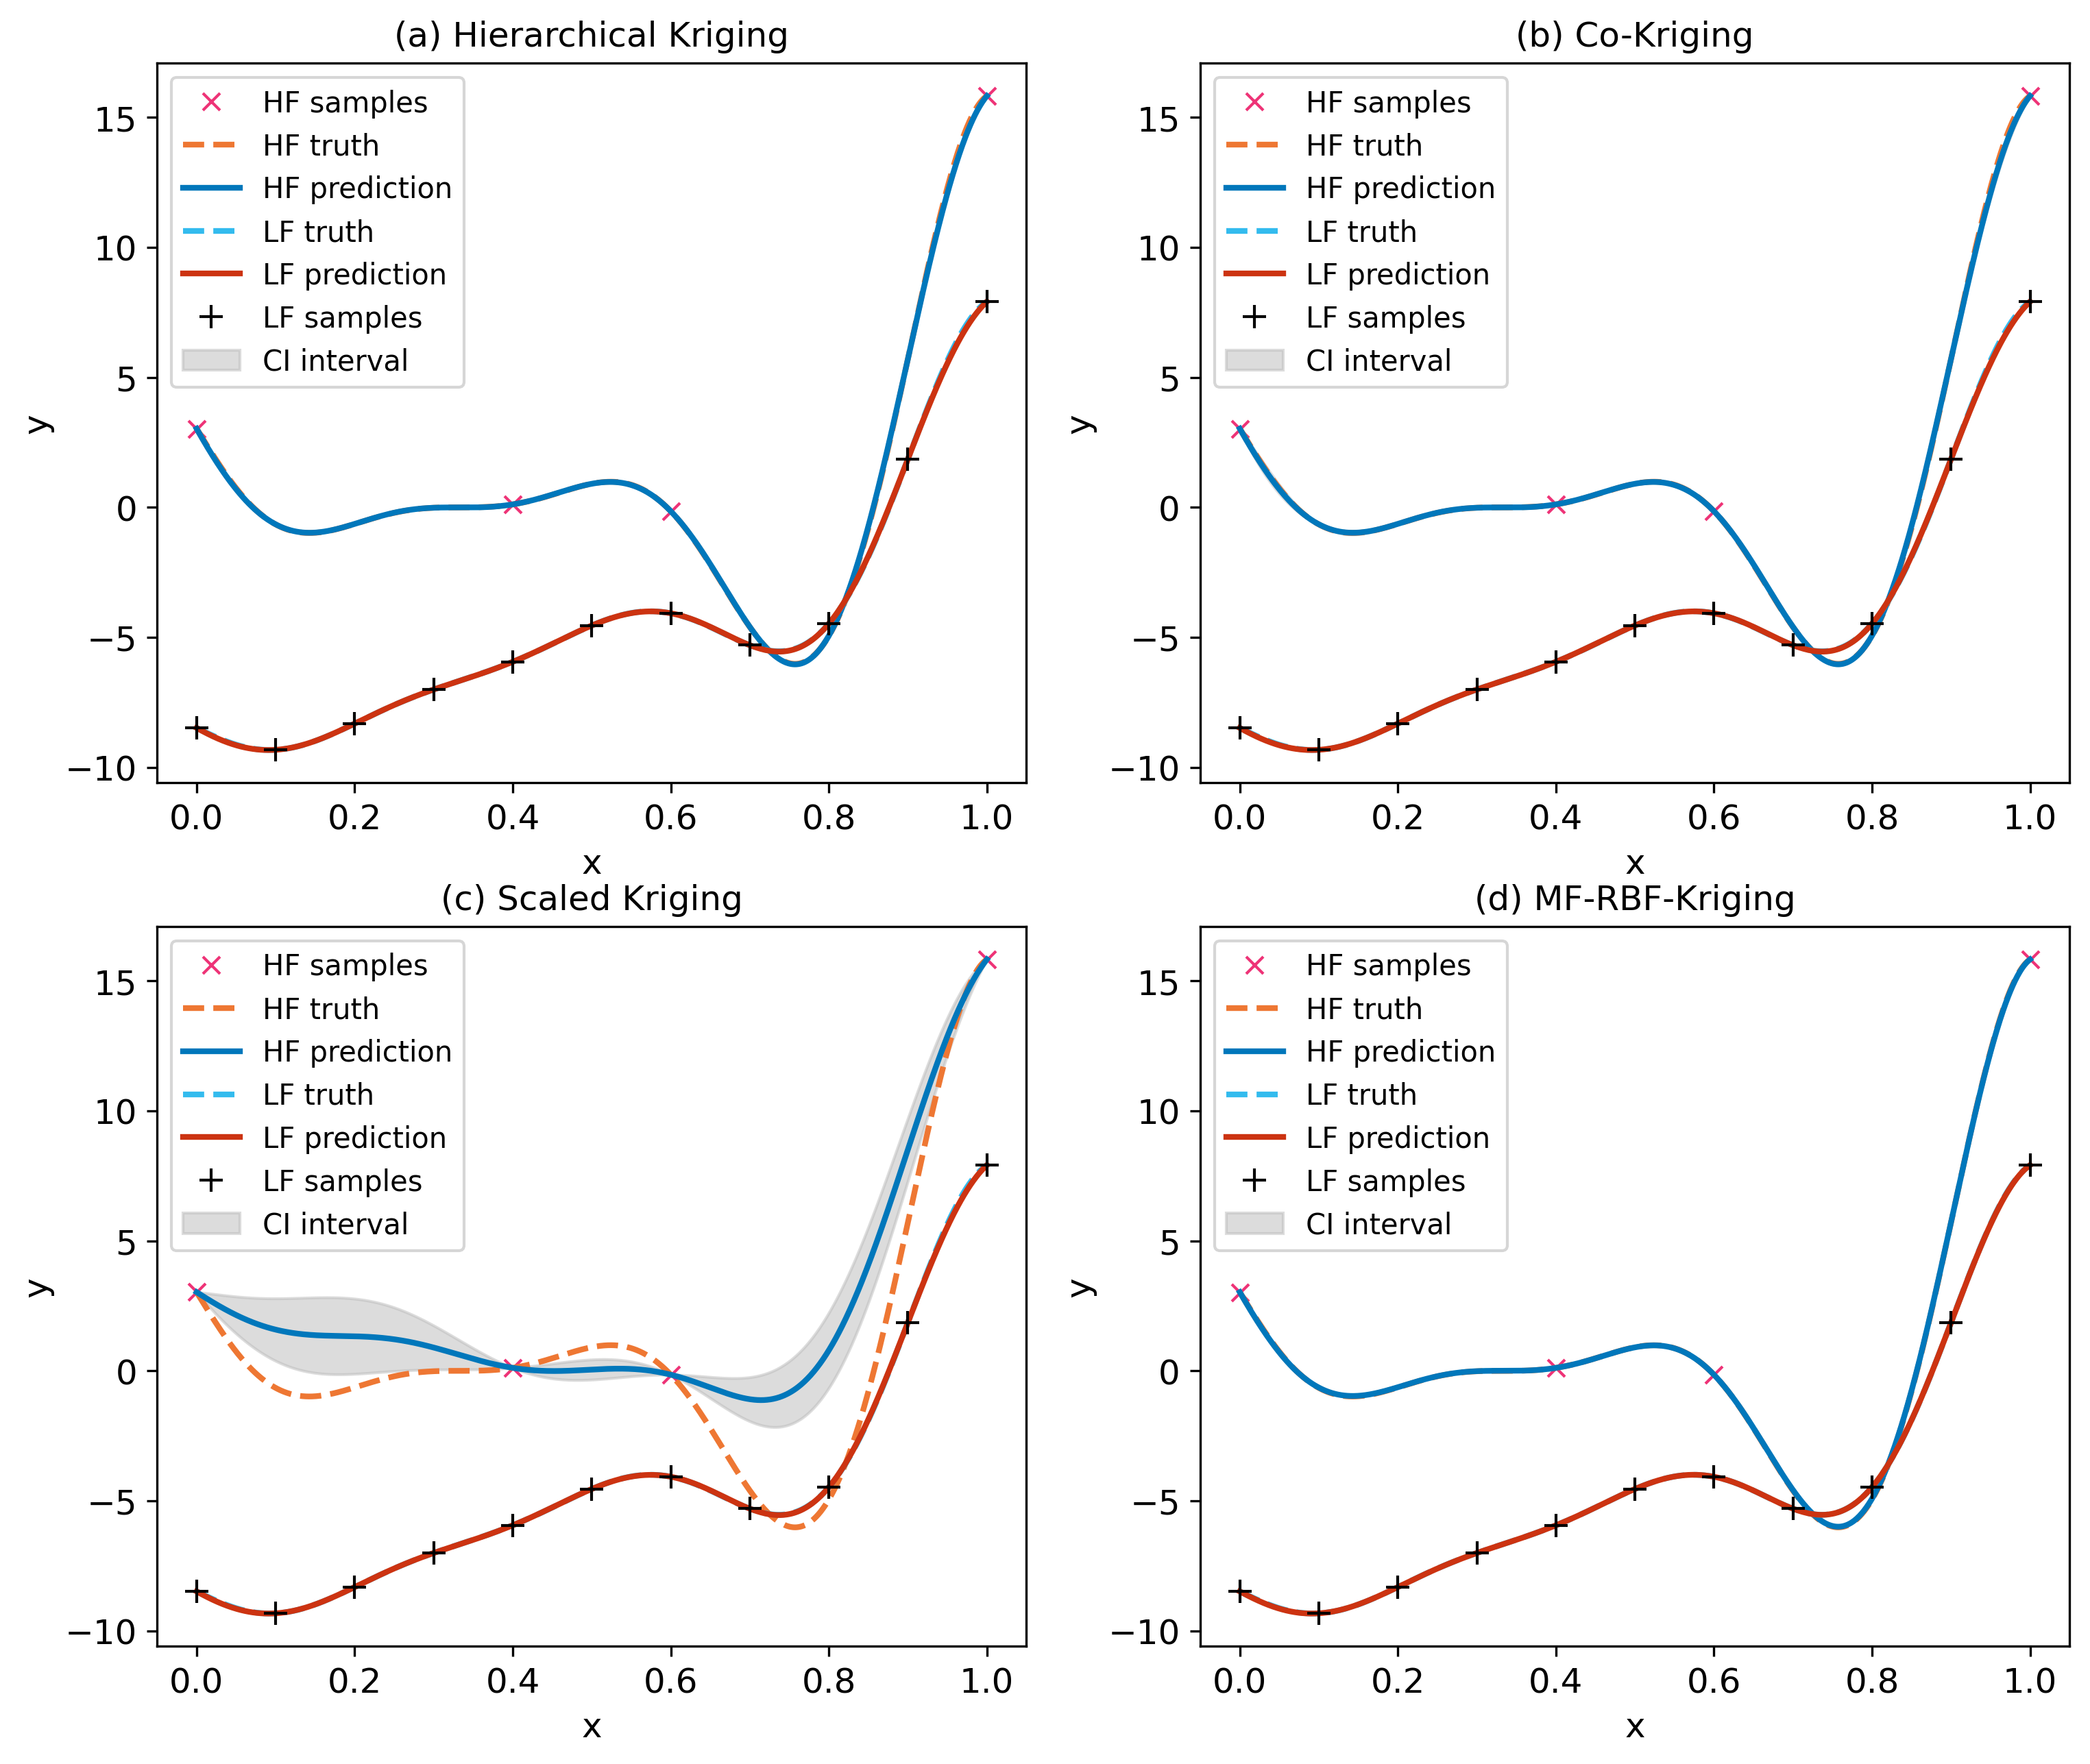 (a) Hierarchical Kriging
HF samples
HF truth
HF prediction
LF truth
LF prediction
LF samples
CI interval
15
10
5
0
−5
−10
y
0.0 0.2 0.4 0.6 0.8 1.0
x
(b) Co-Kriging
HF samples
HF truth
HF prediction
LF truth
LF prediction
LF samples
CI interval
15
10
5
0
−5
−10
y
0.0 0.2 0.4 0.6 0.8 1.0
x
(c) Scaled Kriging
HF samples
HF truth
HF prediction
LF truth
LF prediction
LF samples
CI interval
15
10
5
0
−5
−10
y
0.0 0.2 0.4 0.6 0.8 1.0
x
(d) MF-RBF-Kriging
HF samples
HF truth
HF prediction
LF truth
LF prediction
LF samples
CI interval
15
10
5
0
−5
−10
y
0.0 0.2 0.4 0.6 0.8 1.0
x